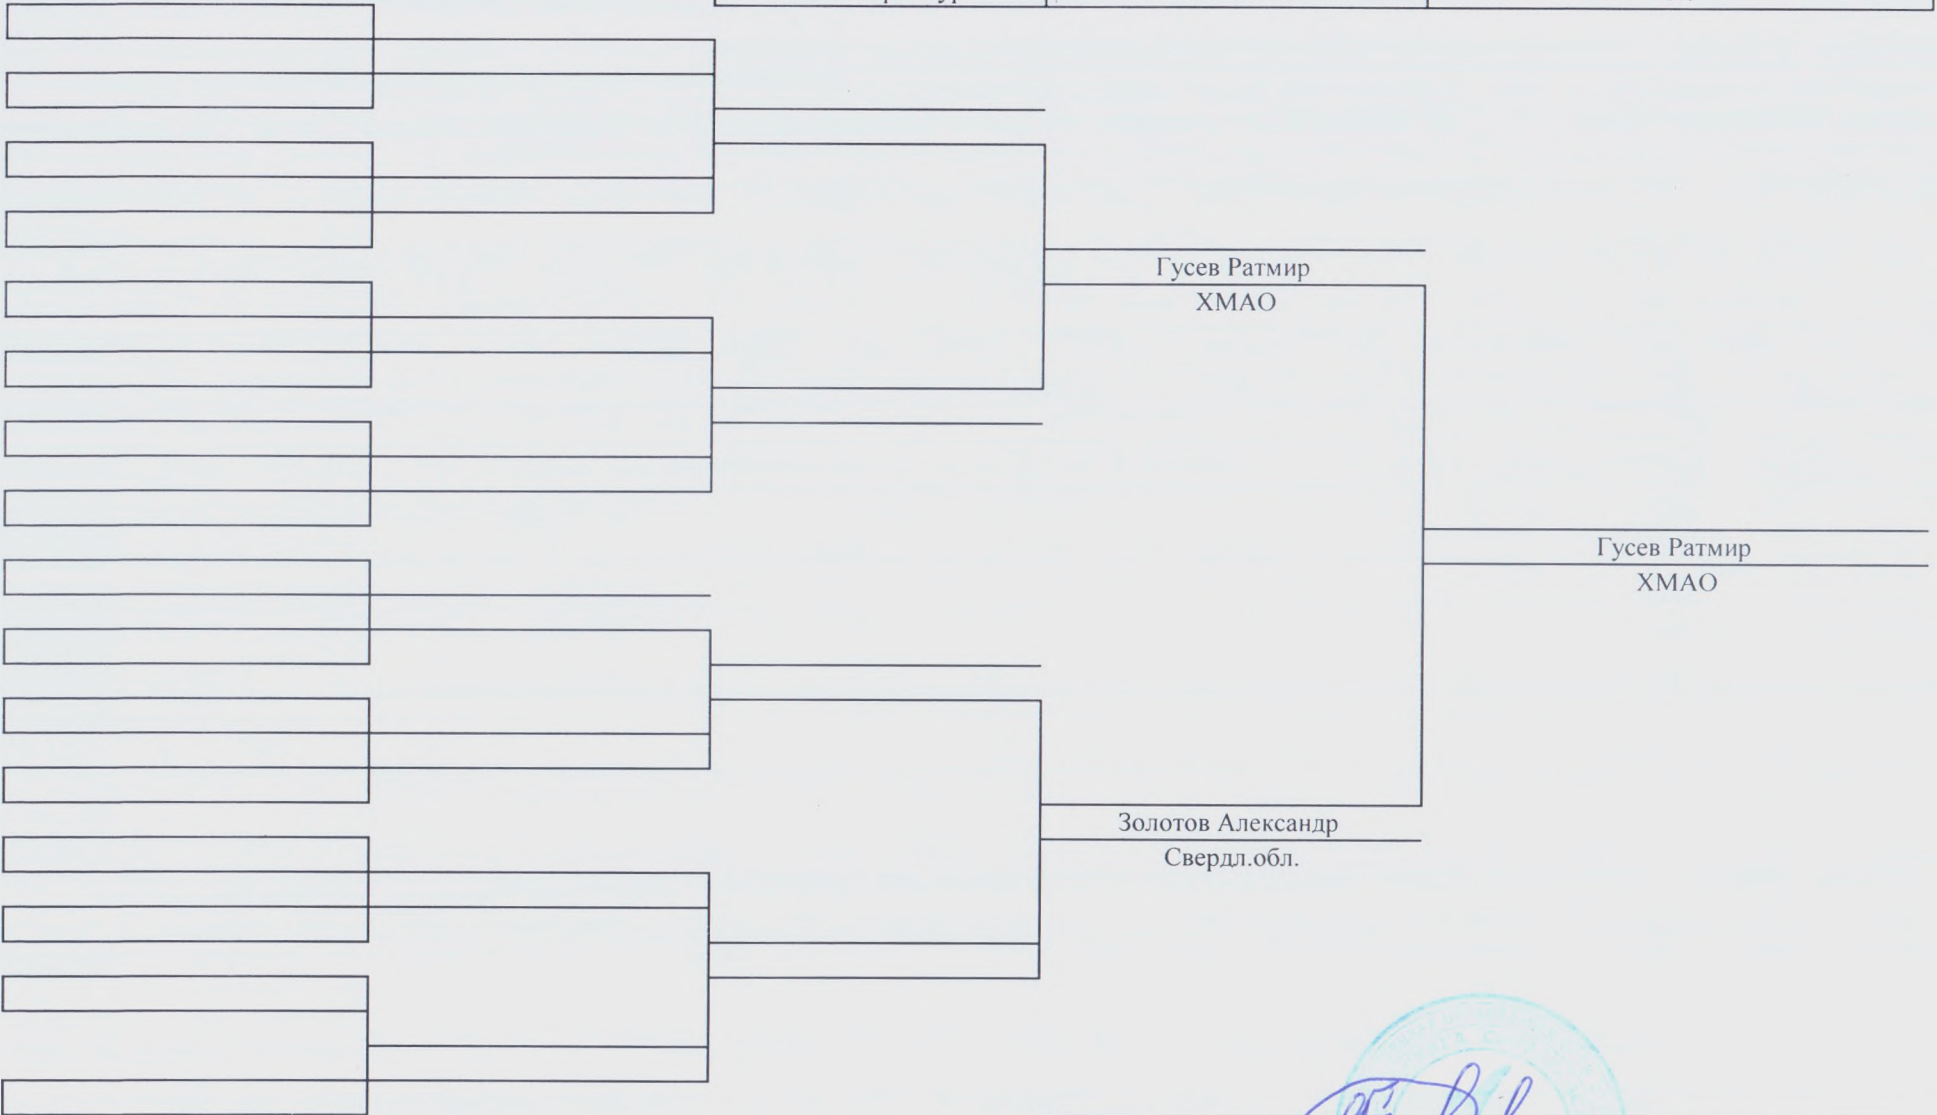 Гусев Ратмир
ХМАО
Гусев Ратмир
ХМАО
Золотов Александр
Свердл.обл.